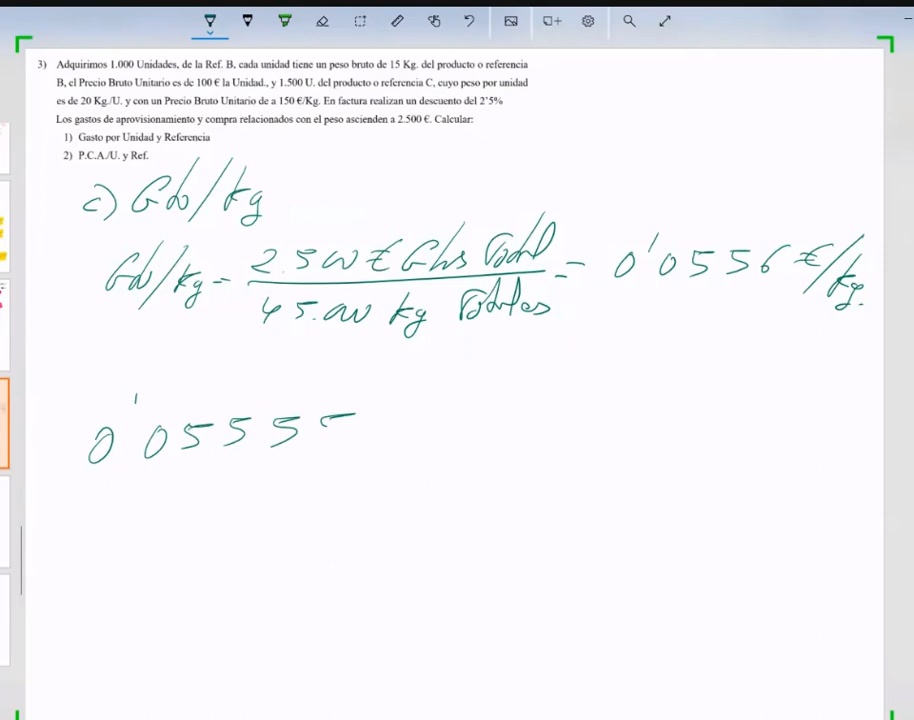 3) Adquirimos 1.000 Unidades, de la Ref. B, cada unidad tiene un peso bruto de 15 Kg. del producto o referencia
B, el Precio Bruto Unitario es de 100 € la Unidad., y 1.500 U. del producto o referencia C, cuyo peso por unidad
es de 20 Kg./U. y con un Precio Bruto Unitario de a 150 €/Kg. En factura realizan un descuento del 2'5%
Los gastos de aprovisionamiento y compra relacionados con el peso ascienden a 2.500 €. Calcular:
1) Gasto por Unidad y Referencia
2) P.C.A./U. y Ref.
c) Gdo/kg
Gdo/kg = 2.500 € Ghs Total / 45.000 kg Totales = 0'0556 €/kg.
0'05555